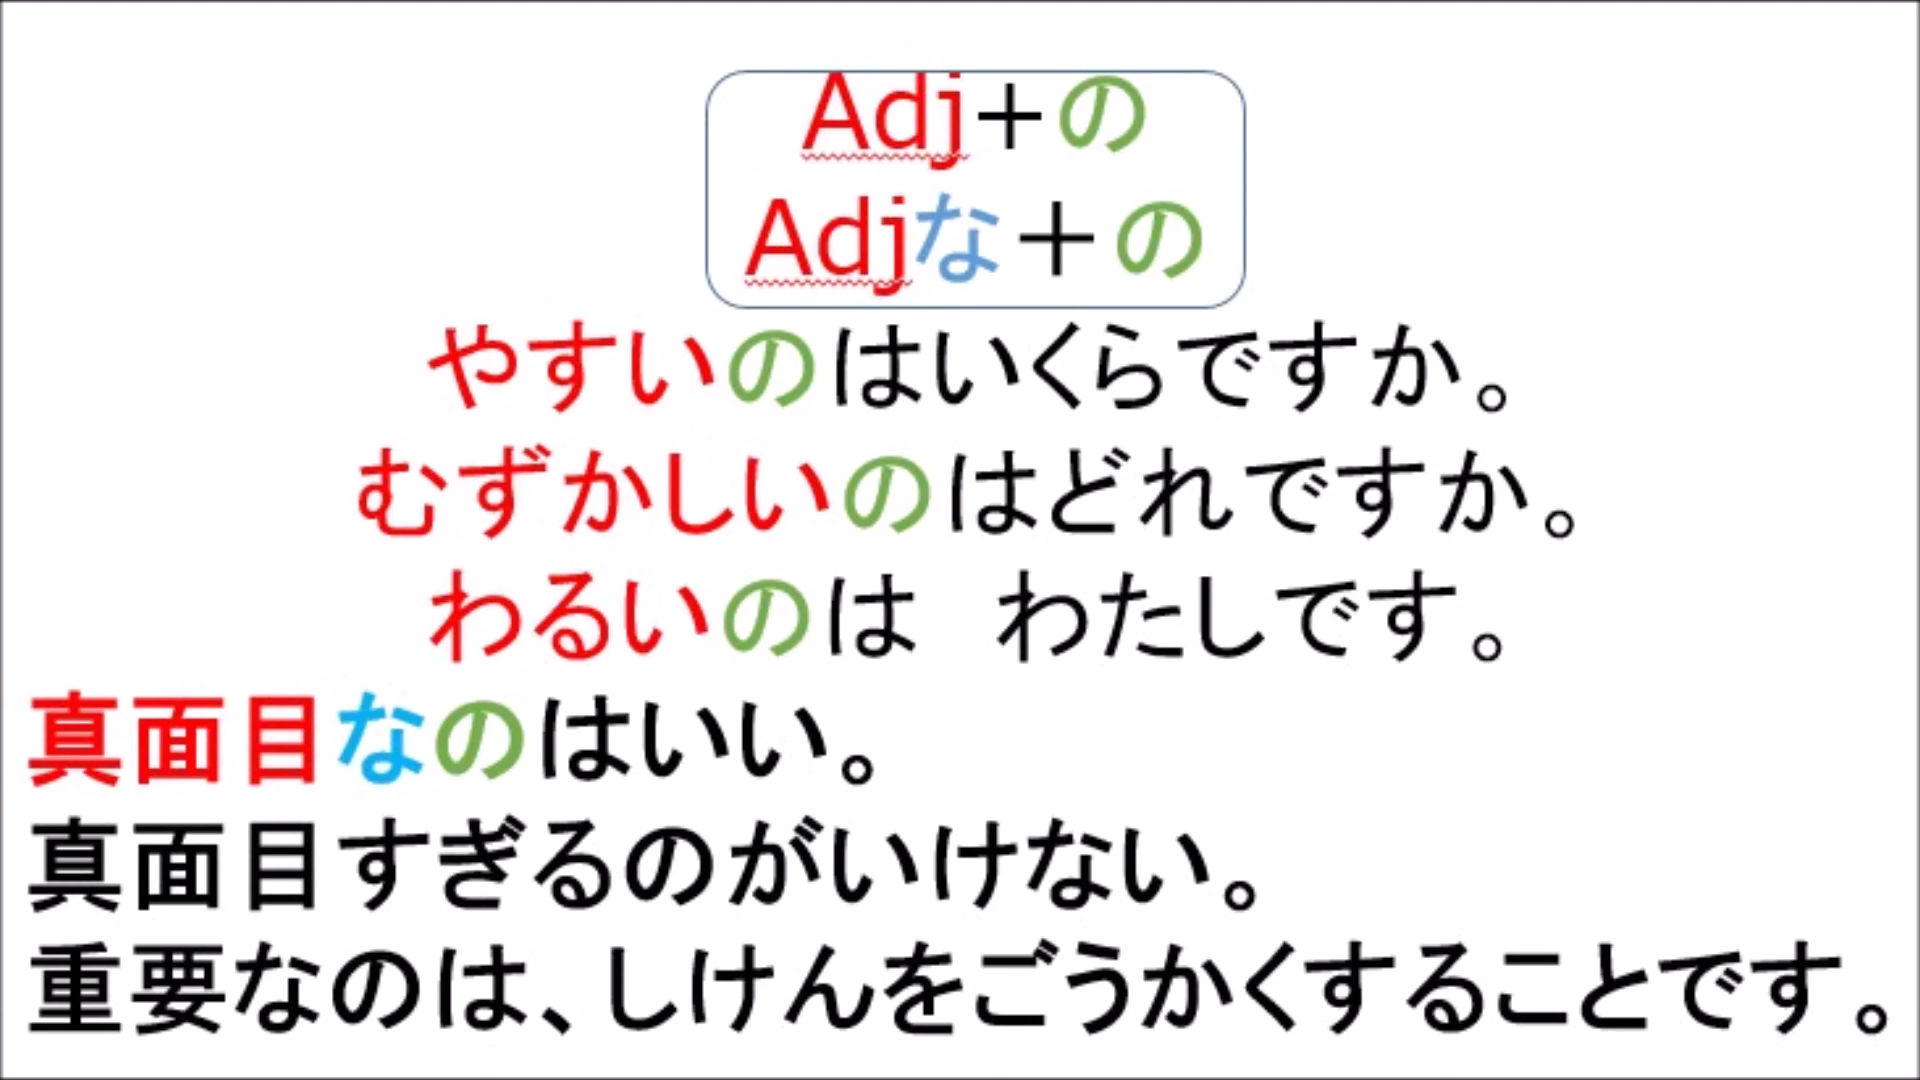 Adj+の
Adjな+の
やすいのはいくらですか。
むずかしいのはどれですか。
わるいのは　わたしです。
真面目なのはいい。
真面目すぎるのがいけない。
重要なのは、しけんをごうかくすることです。